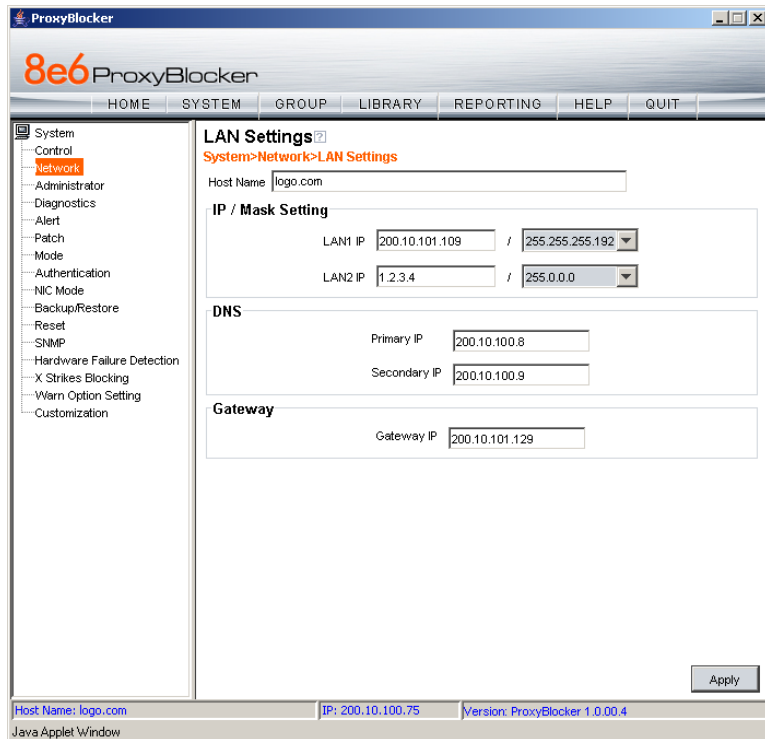 ProxyBlocker
8e6 ProxyBlocker
HOME SYSTEM GROUP LIBRARY REPORTING HELP QUIT
System
Control
Network
Administrator
Diagnostics
Alert
Patch
Mode
Authentication
NIC Mode
Backup/Restore
Reset
SNMP
Hardware Failure Detection
X Strikes Blocking
Warn Option Setting
Customization
LAN Settings ?
System>Network>LAN Settings
Host Name logo.com
IP / Mask Setting
LAN1 IP 200.10.101.109 / 255.255.255.192
LAN2 IP 1.2.3.4 / 255.0.0.0
DNS
Primary IP 200.10.100.8
Secondary IP 200.10.100.9
Gateway
Gateway IP 200.10.101.129
Apply
Host Name: logo.com IP: 200.10.100.75 Version: ProxyBlocker 1.0.00.4
Java Applet Window